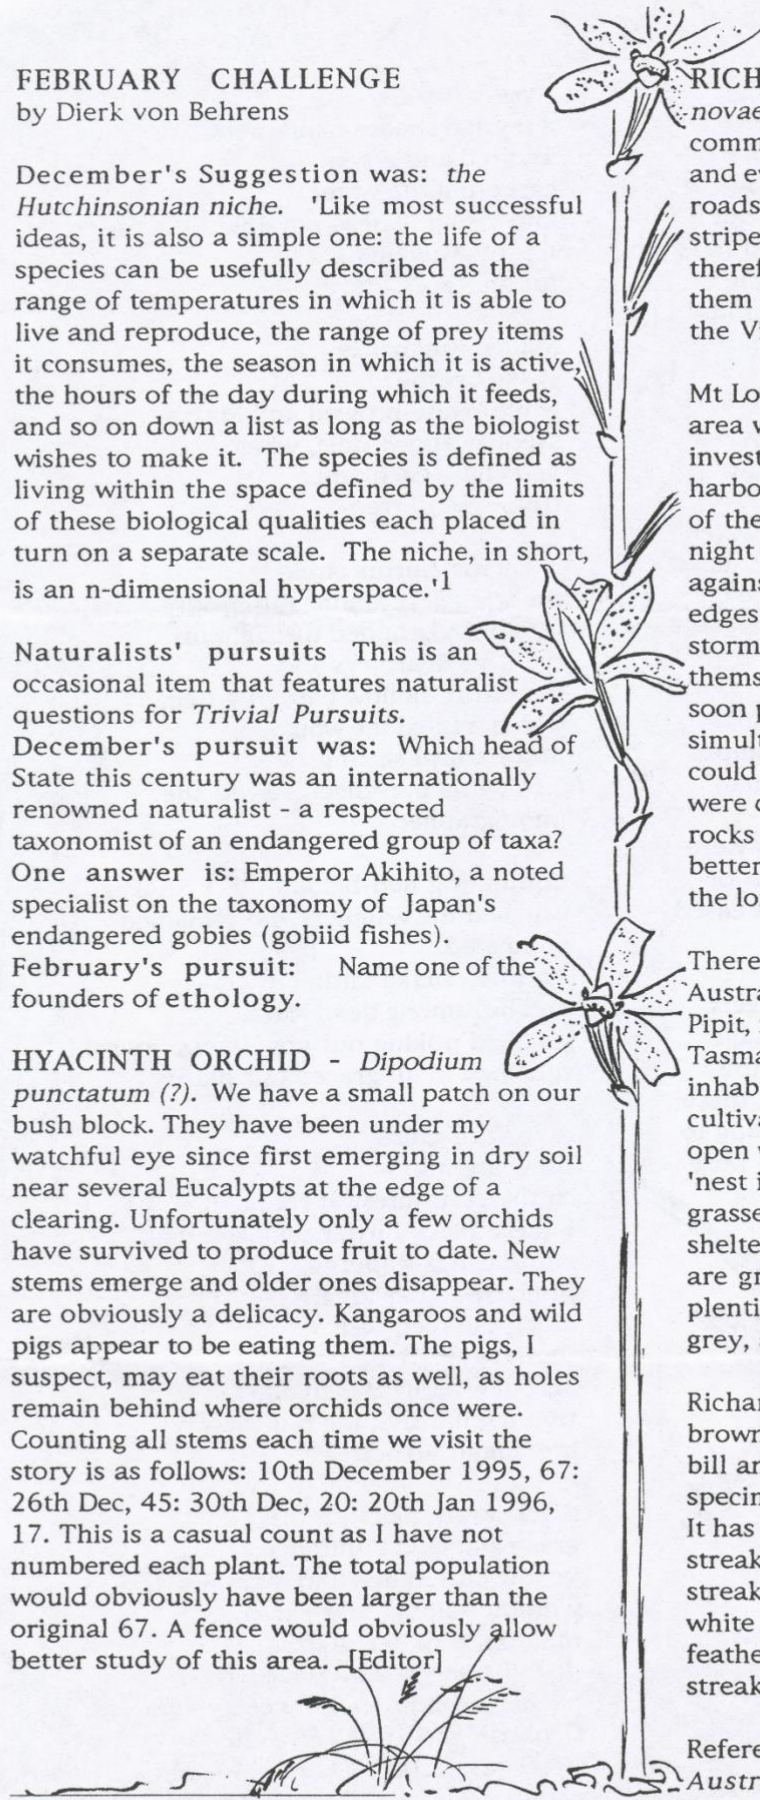 FEBRUARY CHALLENGE
by Dierk von Behrens
December's Suggestion was: the
Hutchinsonian niche. 'Like most successful
ideas, it is also a simple one: the life of a
species can be usefully described as the
range of temperatures in which it is able to
live and reproduce, the range of prey items
it consumes, the season in which it is active,
the hours of the day during which it feeds,
and so on down a list as long as the biologist
wishes to make it. The species is defined as
living within the space defined by the limits
of these biological qualities each placed in
turn on a separate scale. The niche, in short,
is an n-dimensional hyperspace.'1
Naturalists' pursuits This is an
occasional item that features naturalist
questions for Trivial Pursuits.
December's pursuit was: Which head of
State this century was an internationally
renowned naturalist - a respected
taxonomist of an endangered group of taxa?
One answer is: Emperor Akihito, a noted
specialist on the taxonomy of Japan's
endangered gobies (gobiid fishes).
February's pursuit: Name one of the
founders of ethology.
HYACINTH ORCHID - Dipodium
punctatum (?). We have a small patch on our
bush block. They have been under my
watchful eye since first emerging in dry soil
near several Eucalypts at the edge of a
clearing. Unfortunately only a few orchids
have survived to produce fruit to date. New
stems emerge and older ones disappear. They
are obviously a delicacy. Kangaroos and wild
pigs appear to be eating them. The pigs, I
suspect, may eat their roots as well, as holes
remain behind where orchids once were.
Counting all stems each time we visit the
story is as follows: 10th December 1995, 67:
26th Dec, 45: 30th Dec, 20: 20th Jan 1996,
17. This is a casual count as I have not
numbered each plant. The total population
would obviously have been larger than the
original 67. A fence would obviously allow
better study of this area. [Editor]
RICH
novae
comm
and ev
roads
stripe
theref
them
the V
Mt Lo
area
invest
harbo
of the
night
agains
edges
storm
thems
soon
simult
could
were
rocks
better
the lo
There
Austra
Pipit,
Tasma
inhab
cultiva
open
'nest i
grasse
shelte
are gr
plenti
grey,
Richar
brown
bill an
specin
It has
streak
streak
white
feathe
streak
Refere
Austr